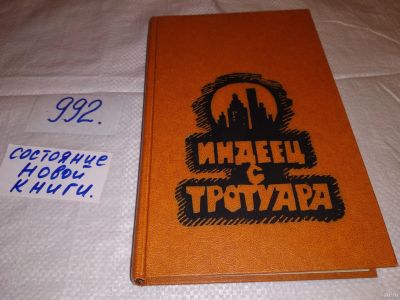 992.
состояние
новой
книги.
ИНДЕЕЦ
С
ТРОТУАРА